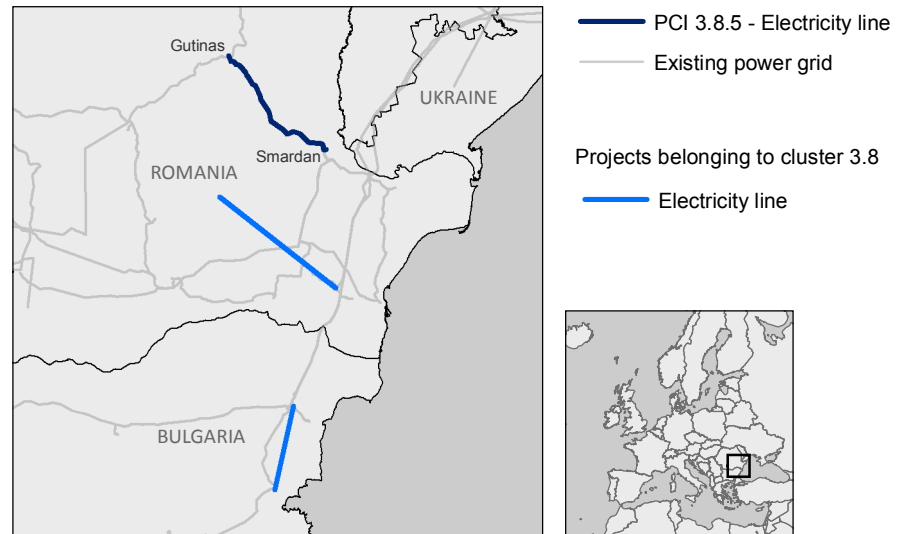 Gutinas
Smardan
UKRAINE
ROMANIA
BULGARIA
PCI 3.8.5 - Electricity line
Existing power grid
Projects belonging to cluster 3.8
Electricity line